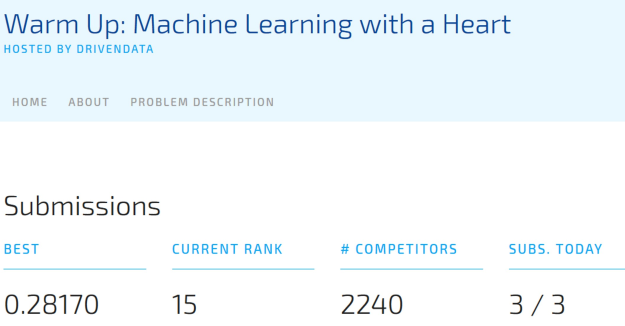 Warm Up: Machine Learning with a Heart
HOSTED BY DRIVENDATA
HOME ABOUT PROBLEM DESCRIPTION
Submissions
BEST CURRENT RANK # COMPETITORS SUBS. TODAY
0.28170 15 2240 3 / 3